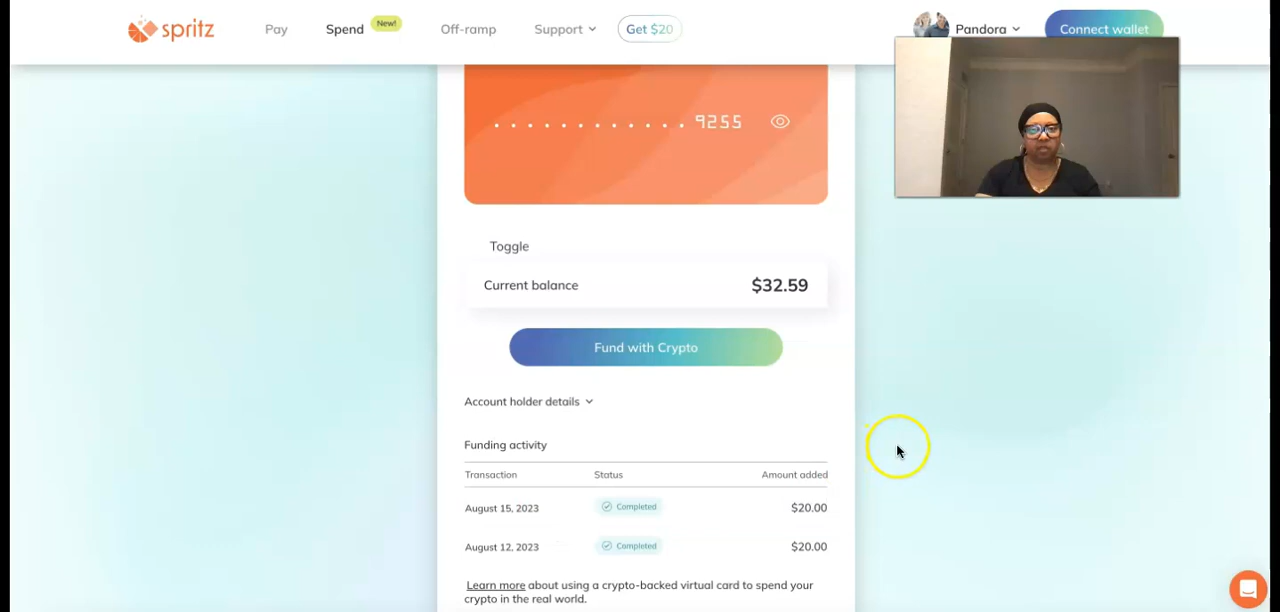 spritz Pay Spend New! Off-ramp Support Get $20 Pandora Connect wallet
9255
Toggle
Current balance $32.59
Fund with Crypto
Account holder details
Funding activity
Transaction Status Amount added
August 15, 2023 Completed $20.00
August 12, 2023 Completed $20.00
Learn more about using a crypto-backed virtual card to spend your
crypto in the real world.